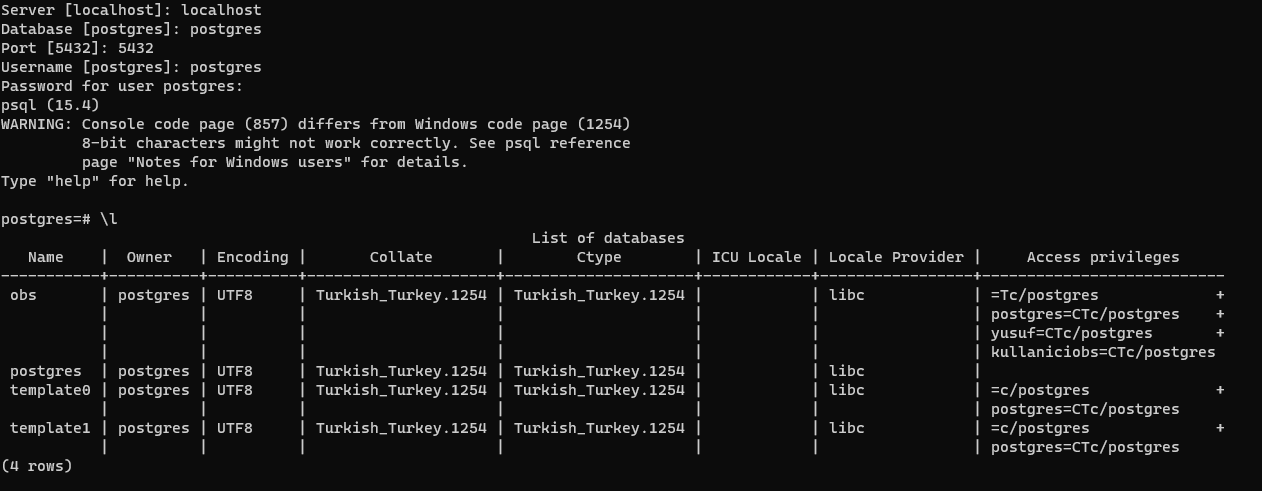 Server [localhost]: localhost
Database [postgres]: postgres
Port [5432]: 5432
Username [postgres]: postgres
Password for user postgres:
psql (15.4)
WARNING: Console code page (857) differs from Windows code page (1254)
         8-bit characters might not work correctly. See psql reference
         page "Notes for Windows users" for details.
Type "help" for help.

postgres=# \l
                                                           List of databases
   Name    |  Owner   | Encoding |       Collate       |        Ctype        | ICU Locale | Locale Provider |     Access privileges
-----------+----------+----------+---------------------+---------------------+------------+-----------------+---------------------------
 obs       | postgres | UTF8     | Turkish_Turkey.1254 | Turkish_Turkey.1254 |            | libc            | =Tc/postgres             +
           |          |          |                     |                     |            |                 | postgres=CTc/postgres    +
           |          |          |                     |                     |            |                 | yusuf=CTc/postgres       +
           |          |          |                     |                     |            |                 | kullaniciobs=CTc/postgres
 postgres  | postgres | UTF8     | Turkish_Turkey.1254 | Turkish_Turkey.1254 |            | libc            |
 template0 | postgres | UTF8     | Turkish_Turkey.1254 | Turkish_Turkey.1254 |            | libc            | =c/postgres              +
           |          |          |                     |                     |            |                 | postgres=CTc/postgres
 template1 | postgres | UTF8     | Turkish_Turkey.1254 | Turkish_Turkey.1254 |            | libc            | =c/postgres              +
           |          |          |                     |                     |            |                 | postgres=CTc/postgres
(4 rows)